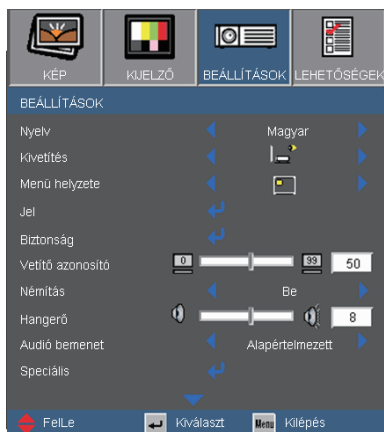 KÉP KIJELZŐ BEÁLLÍTÁSOK LEHETŐSÉGEK
BEÁLLÍTÁSOK
Nyelv Magyar
Kivetítés
Menü helyzete
Jel
Biztonság
Vetítő azonosító 0 99 50
Némítás Be
Hangerő 8
Audió bemenet Alapértelmezett
Speciális
FelLe Kiválaszt Menu Kilépés